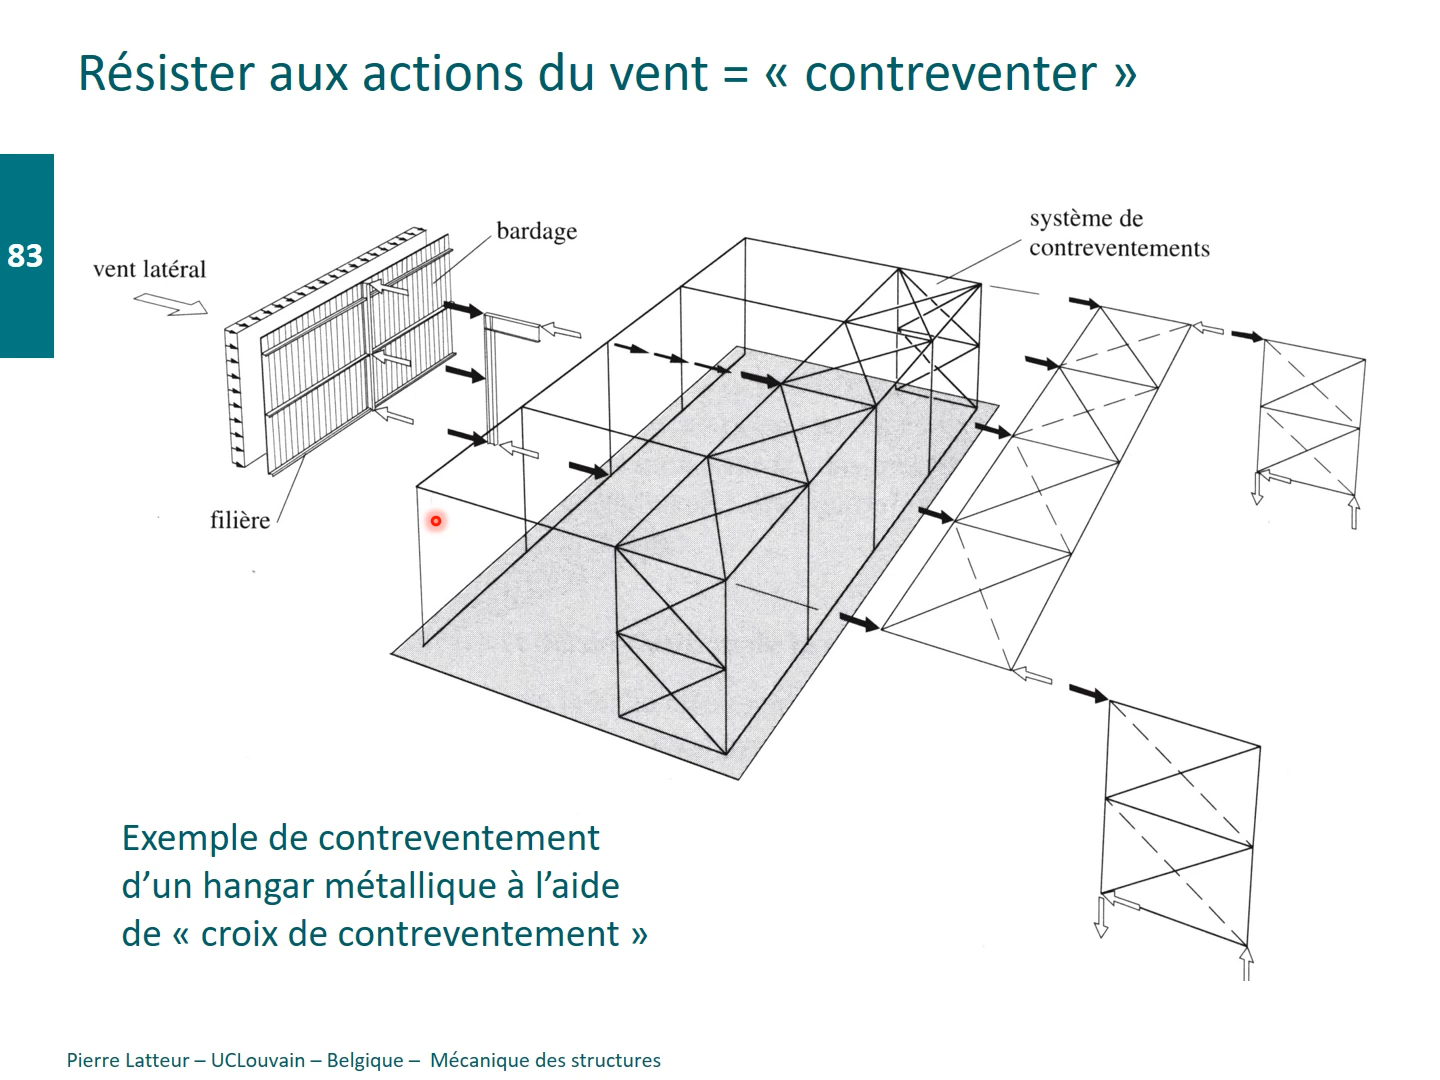 Résister aux actions du vent = « contreventer »
83
vent latéral
bardage
système de
contreventements
filière
Exemple de contreventement
d’un hangar métallique à l’aide
de « croix de contreventement »
Pierre Latteur – UCLouvain – Belgique – Mécanique des structures